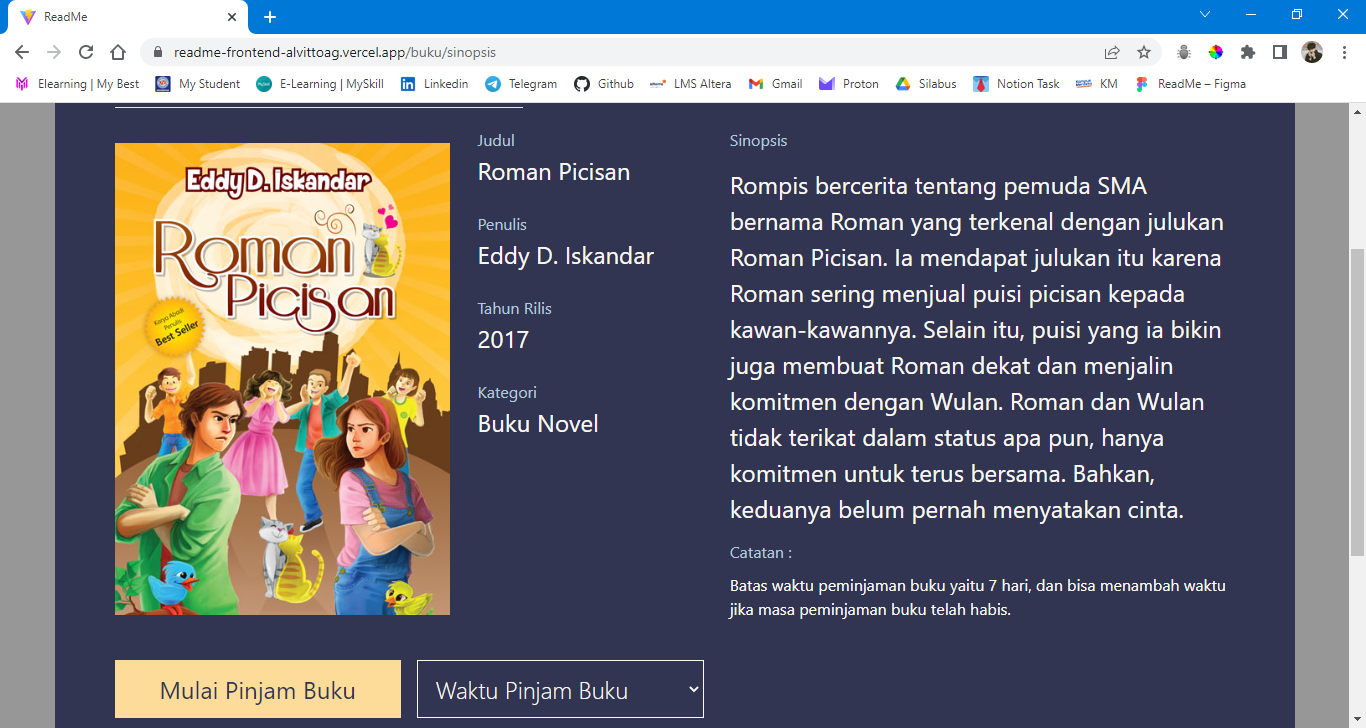 ReadMe
readme-frontend-alvittoag.vercel.app/buku/sinopsis
Elearning | My Best
My Student
E-Learning | MySkill
Linkedin
Telegram
Github
LMS Altera
Gmail
Proton
Silabus
Notion Task
KM
ReadMe – Figma
Eddy D. Iskandar
Roman
Picisan
Karya Abadi
Penulis
Best Seller
Judul
Roman Picisan
Penulis
Eddy D. Iskandar
Tahun Rilis
2017
Kategori
Buku Novel
Sinopsis
Rompis bercerita tentang pemuda SMA
bernama Roman yang terkenal dengan julukan
Roman Picisan. Ia mendapat julukan itu karena
Roman sering menjual puisi picisan kepada
kawan-kawannya. Selain itu, puisi yang ia bikin
juga membuat Roman dekat dan menjalin
komitmen dengan Wulan. Roman dan Wulan
tidak terikat dalam status apa pun, hanya
komitmen untuk terus bersama. Bahkan,
keduanya belum pernah menyatakan cinta.
Catatan :
Batas waktu peminjaman buku yaitu 7 hari, dan bisa menambah waktu
jika masa peminjaman buku telah habis.
Mulai Pinjam Buku
Waktu Pinjam Buku